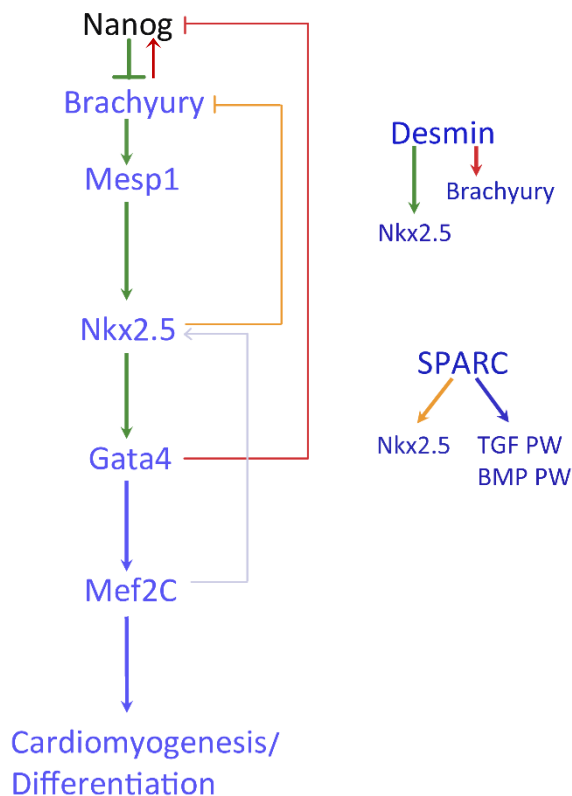 Nanog
Brachyury
Mesp1
Nkx2.5
Gata4
Mef2C
Cardiomyogenesis/
Differentiation
Desmin
Brachyury
Nkx2.5
SPARC
Nkx2.5
TGF PW
BMP PW